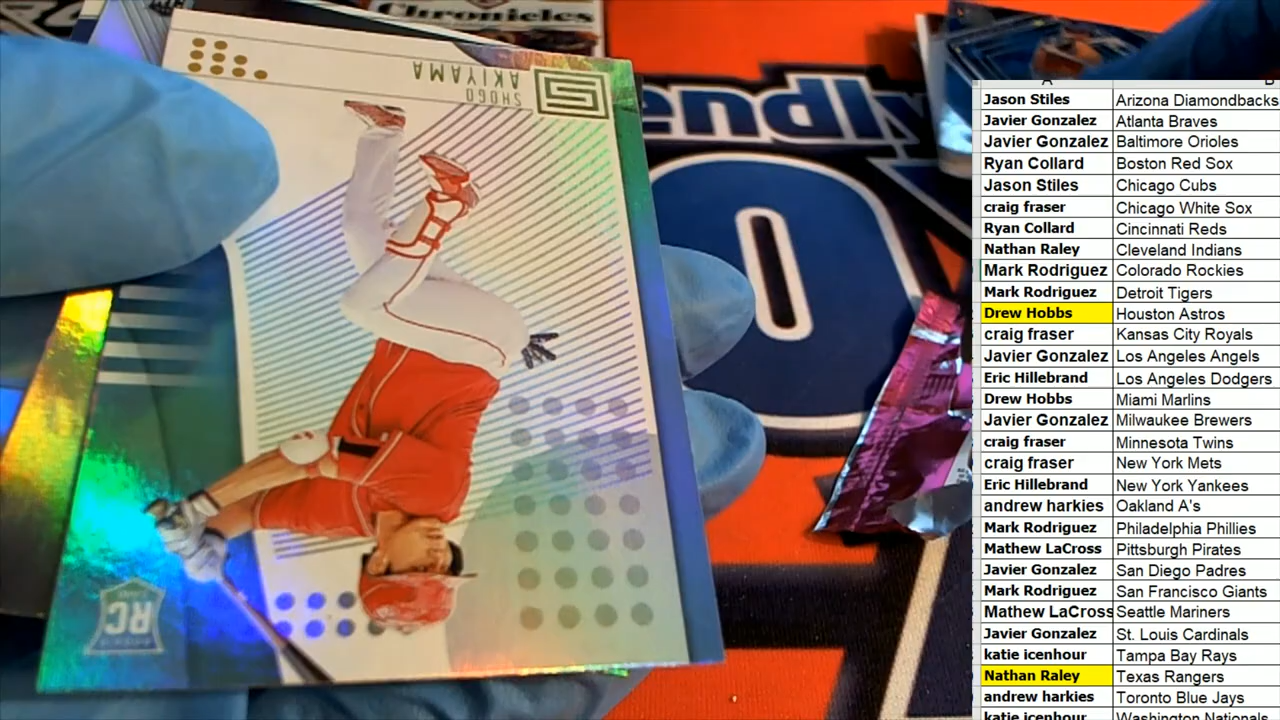 Chronicles
SHOGO
AKIYAMA
S
RC
endly
A B
Jason Stiles Arizona Diamondbacks
Javier Gonzalez Atlanta Braves
Javier Gonzalez Baltimore Orioles
Ryan Collard Boston Red Sox
Jason Stiles Chicago Cubs
craig fraser Chicago White Sox
Ryan Collard Cincinnati Reds
Nathan Raley Cleveland Indians
Mark Rodriguez Colorado Rockies
Mark Rodriguez Detroit Tigers
Drew Hobbs Houston Astros
craig fraser Kansas City Royals
Javier Gonzalez Los Angeles Angels
Eric Hillebrand Los Angeles Dodgers
Drew Hobbs Miami Marlins
Javier Gonzalez Milwaukee Brewers
craig fraser Minnesota Twins
craig fraser New York Mets
Eric Hillebrand New York Yankees
andrew harkies Oakland A's
Mark Rodriguez Philadelphia Phillies
Mathew LaCross Pittsburgh Pirates
Javier Gonzalez San Diego Padres
Mark Rodriguez San Francisco Giants
Mathew LaCross Seattle Mariners
Javier Gonzalez St. Louis Cardinals
katie icenhour Tampa Bay Rays
Nathan Raley Texas Rangers
andrew harkies Toronto Blue Jays
katie icenhour Washington Nationals